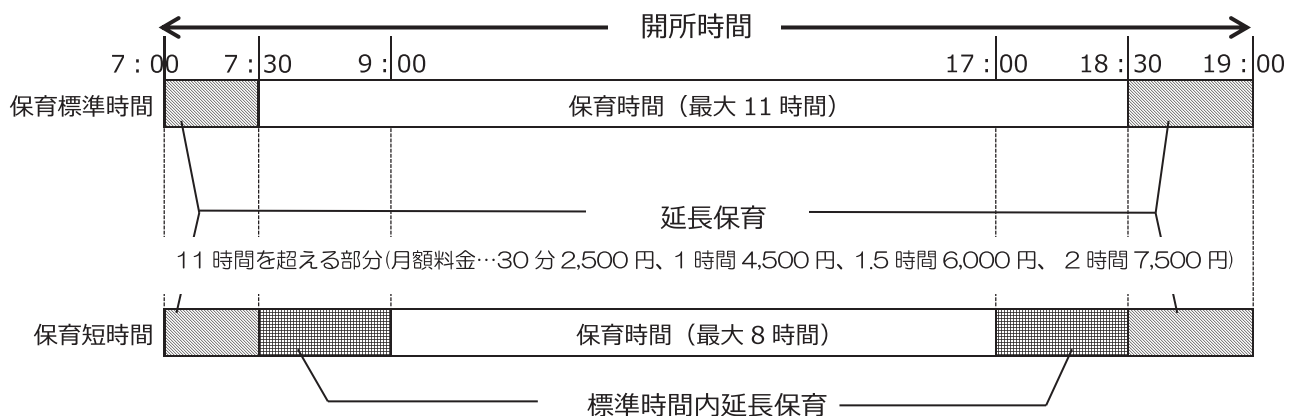 開所時間
7：00 7：30 9：00 17：00 18：30 19：00
保育標準時間 保育時間（最大 11 時間）
延長保育
11 時間を超える部分(月額料金…30 分 2,500 円、1 時間 4,500 円、1.5 時間 6,000 円、 2 時間 7,500 円)
保育短時間 保育時間（最大 8 時間）
標準時間内延長保育